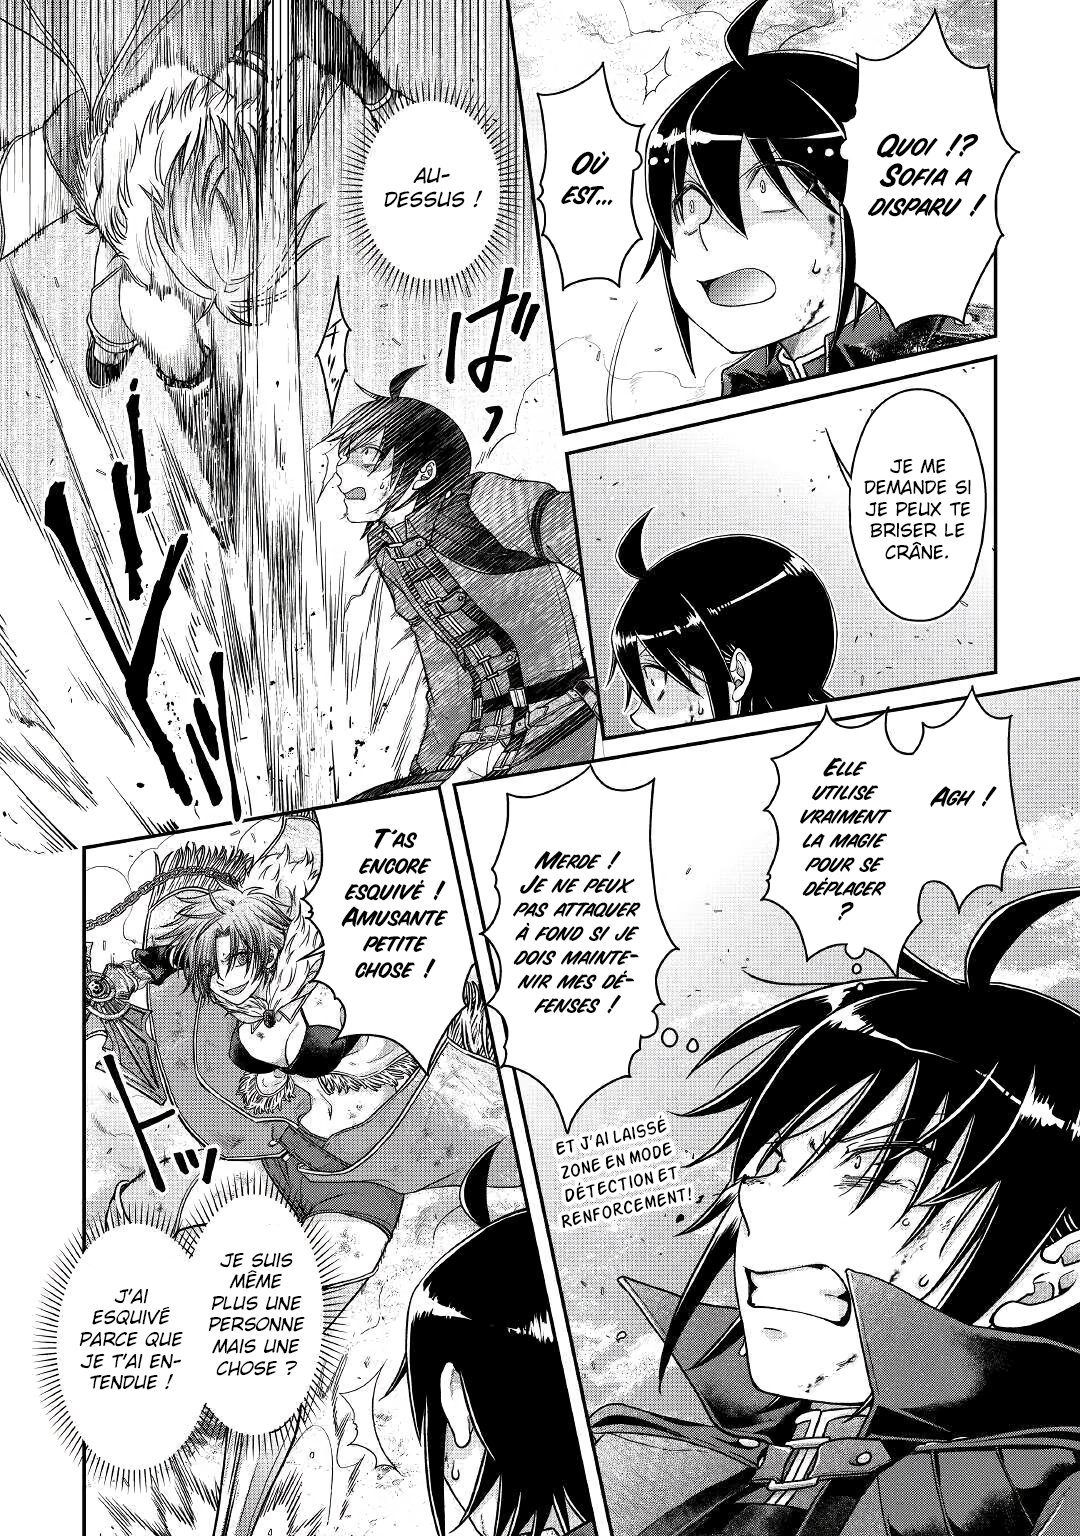 QUOI !?
SOFIA A
DISPARU !
OÙ
EST...
JE ME
DEMANDE SI
JE PEUX TE
BRISER LE
CRÂNE.
AU-
DESSUS !
ばっ
AGH !
ELLE
UTILISE
VRAIMENT
LA MAGIE
POUR SE
DÉPLACER
?
MERDE !
JE NE PEUX
PAS ATTAQUER
À FOND SI JE
DOIS MAINTE-
NIR MES DÉ-
FENSES !
ET J'AI LAISSÉ
ZONE EN MODE
DÉTECTION ET
RENFORCEMENT!
T'AS
ENCORE
ESQUIVÉ !
AMUSANTE
PETITE
CHOSE !
JE SUIS
MÊME
PLUS UNE
PERSONNE
MAIS UNE
CHOSE ?
J'AI
ESQUIVÉ
PARCE QUE
JE T'AI EN-
TENDUE !